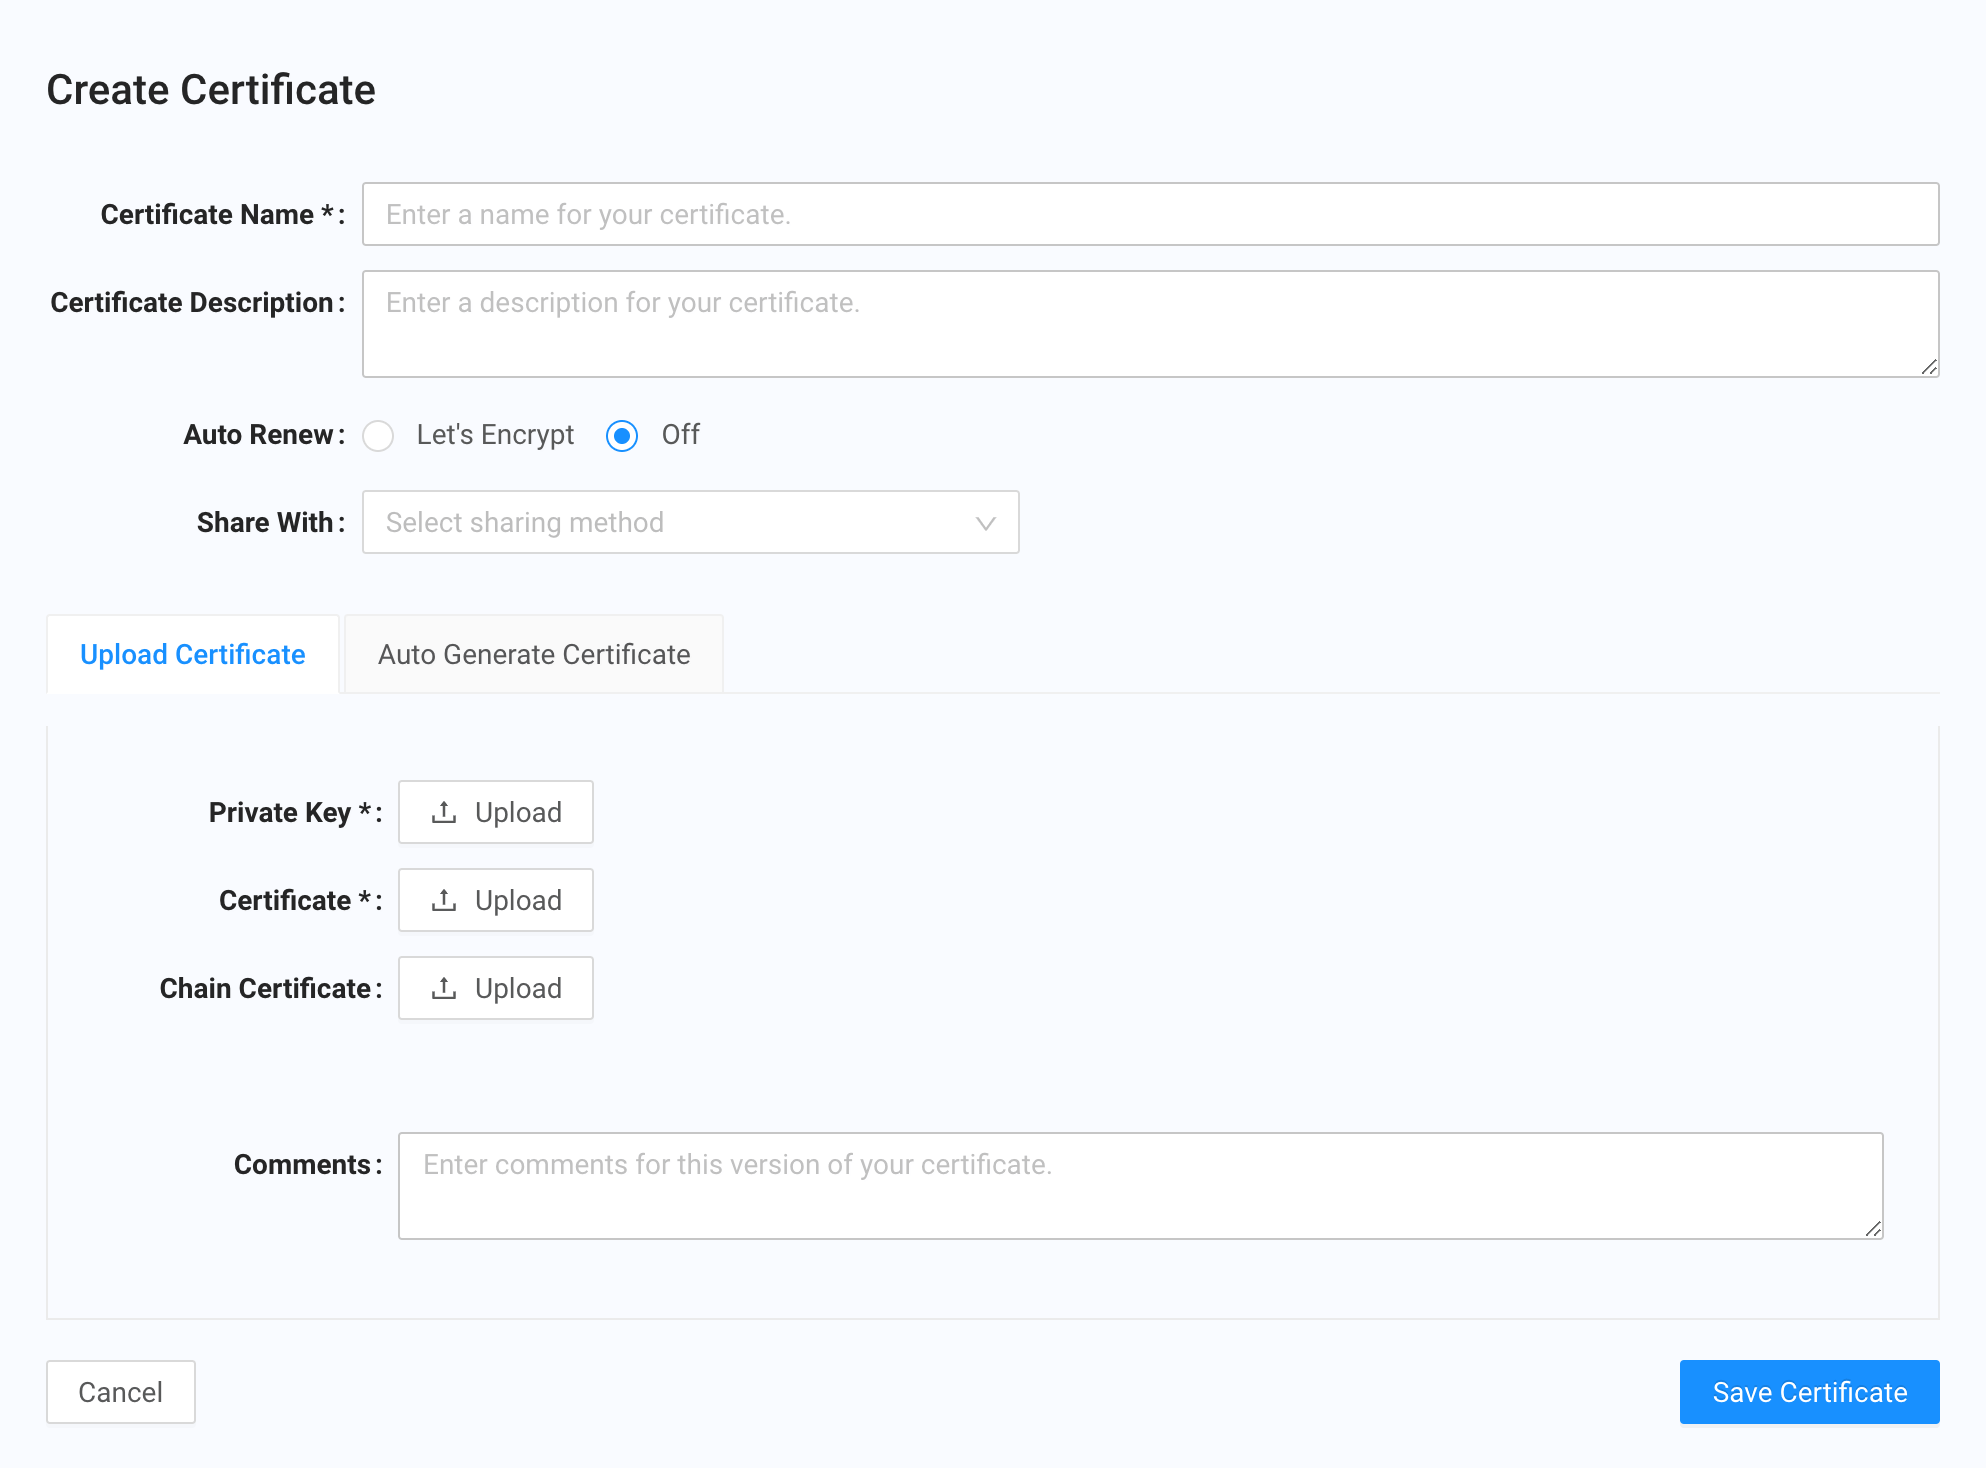 Create Certificate
Certificate Name * : Enter a name for your certificate.
Certificate Description : Enter a description for your certificate.
Auto Renew : Let's Encrypt Off
Share With : Select sharing method
Upload Certificate Auto Generate Certificate
Private Key * : Upload
Certificate * : Upload
Chain Certificate : Upload
Comments : Enter comments for this version of your certificate.
Cancel Save Certificate